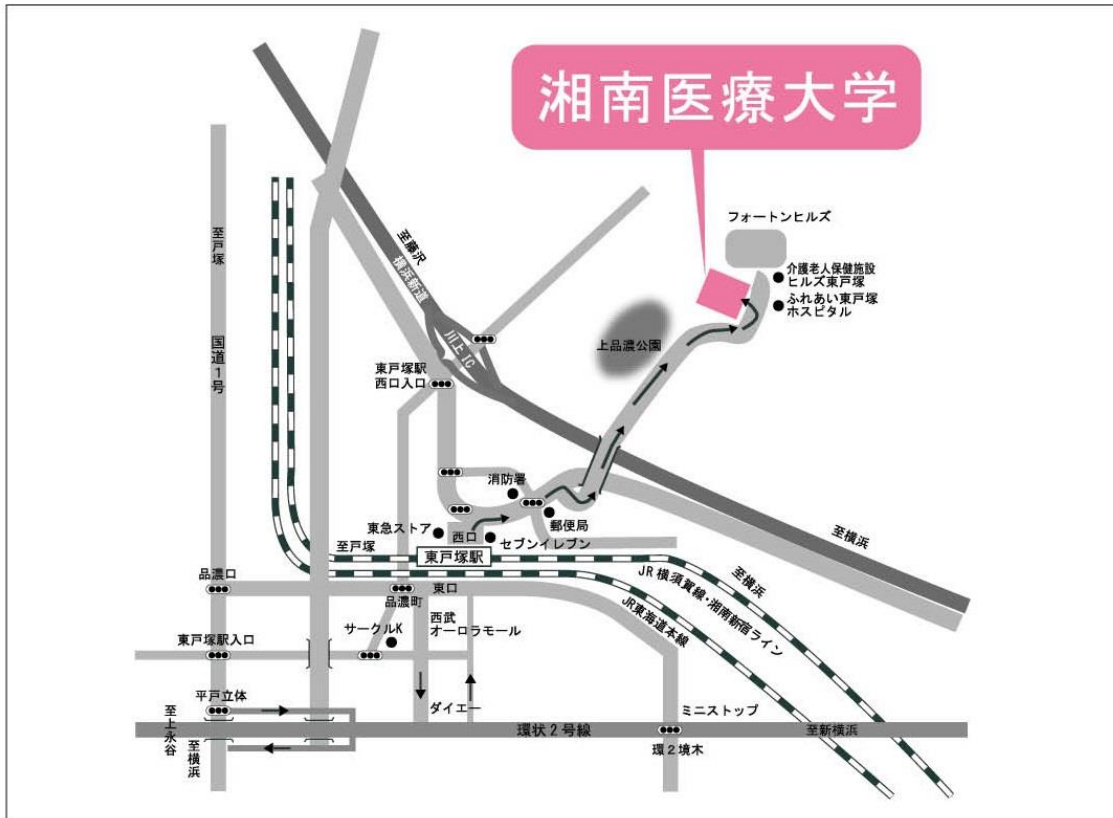 湘南医療大学
フォートンヒルズ
介護老人保健施設
ヒルズ東戸塚
ふれあい東戸塚
ホスピタル
至戸塚
至藤沢
横浜新道
国道1号
川上IC
上品濃公園
東戸塚駅
西口入口
消防署
郵便局
東急ストア
西口
セブンイレブン
至戸塚
東戸塚駅
至横浜
至横浜
JR横須賀線・湘南新宿ライン
JR東海道本線
品濃口
品濃町
東口
西武
オーロラモール
サークルK
東戸塚駅入口
平戸立体
ダイエー
ミニストップ
至上永谷
至横浜
環状2号線
至新横浜
環2境木